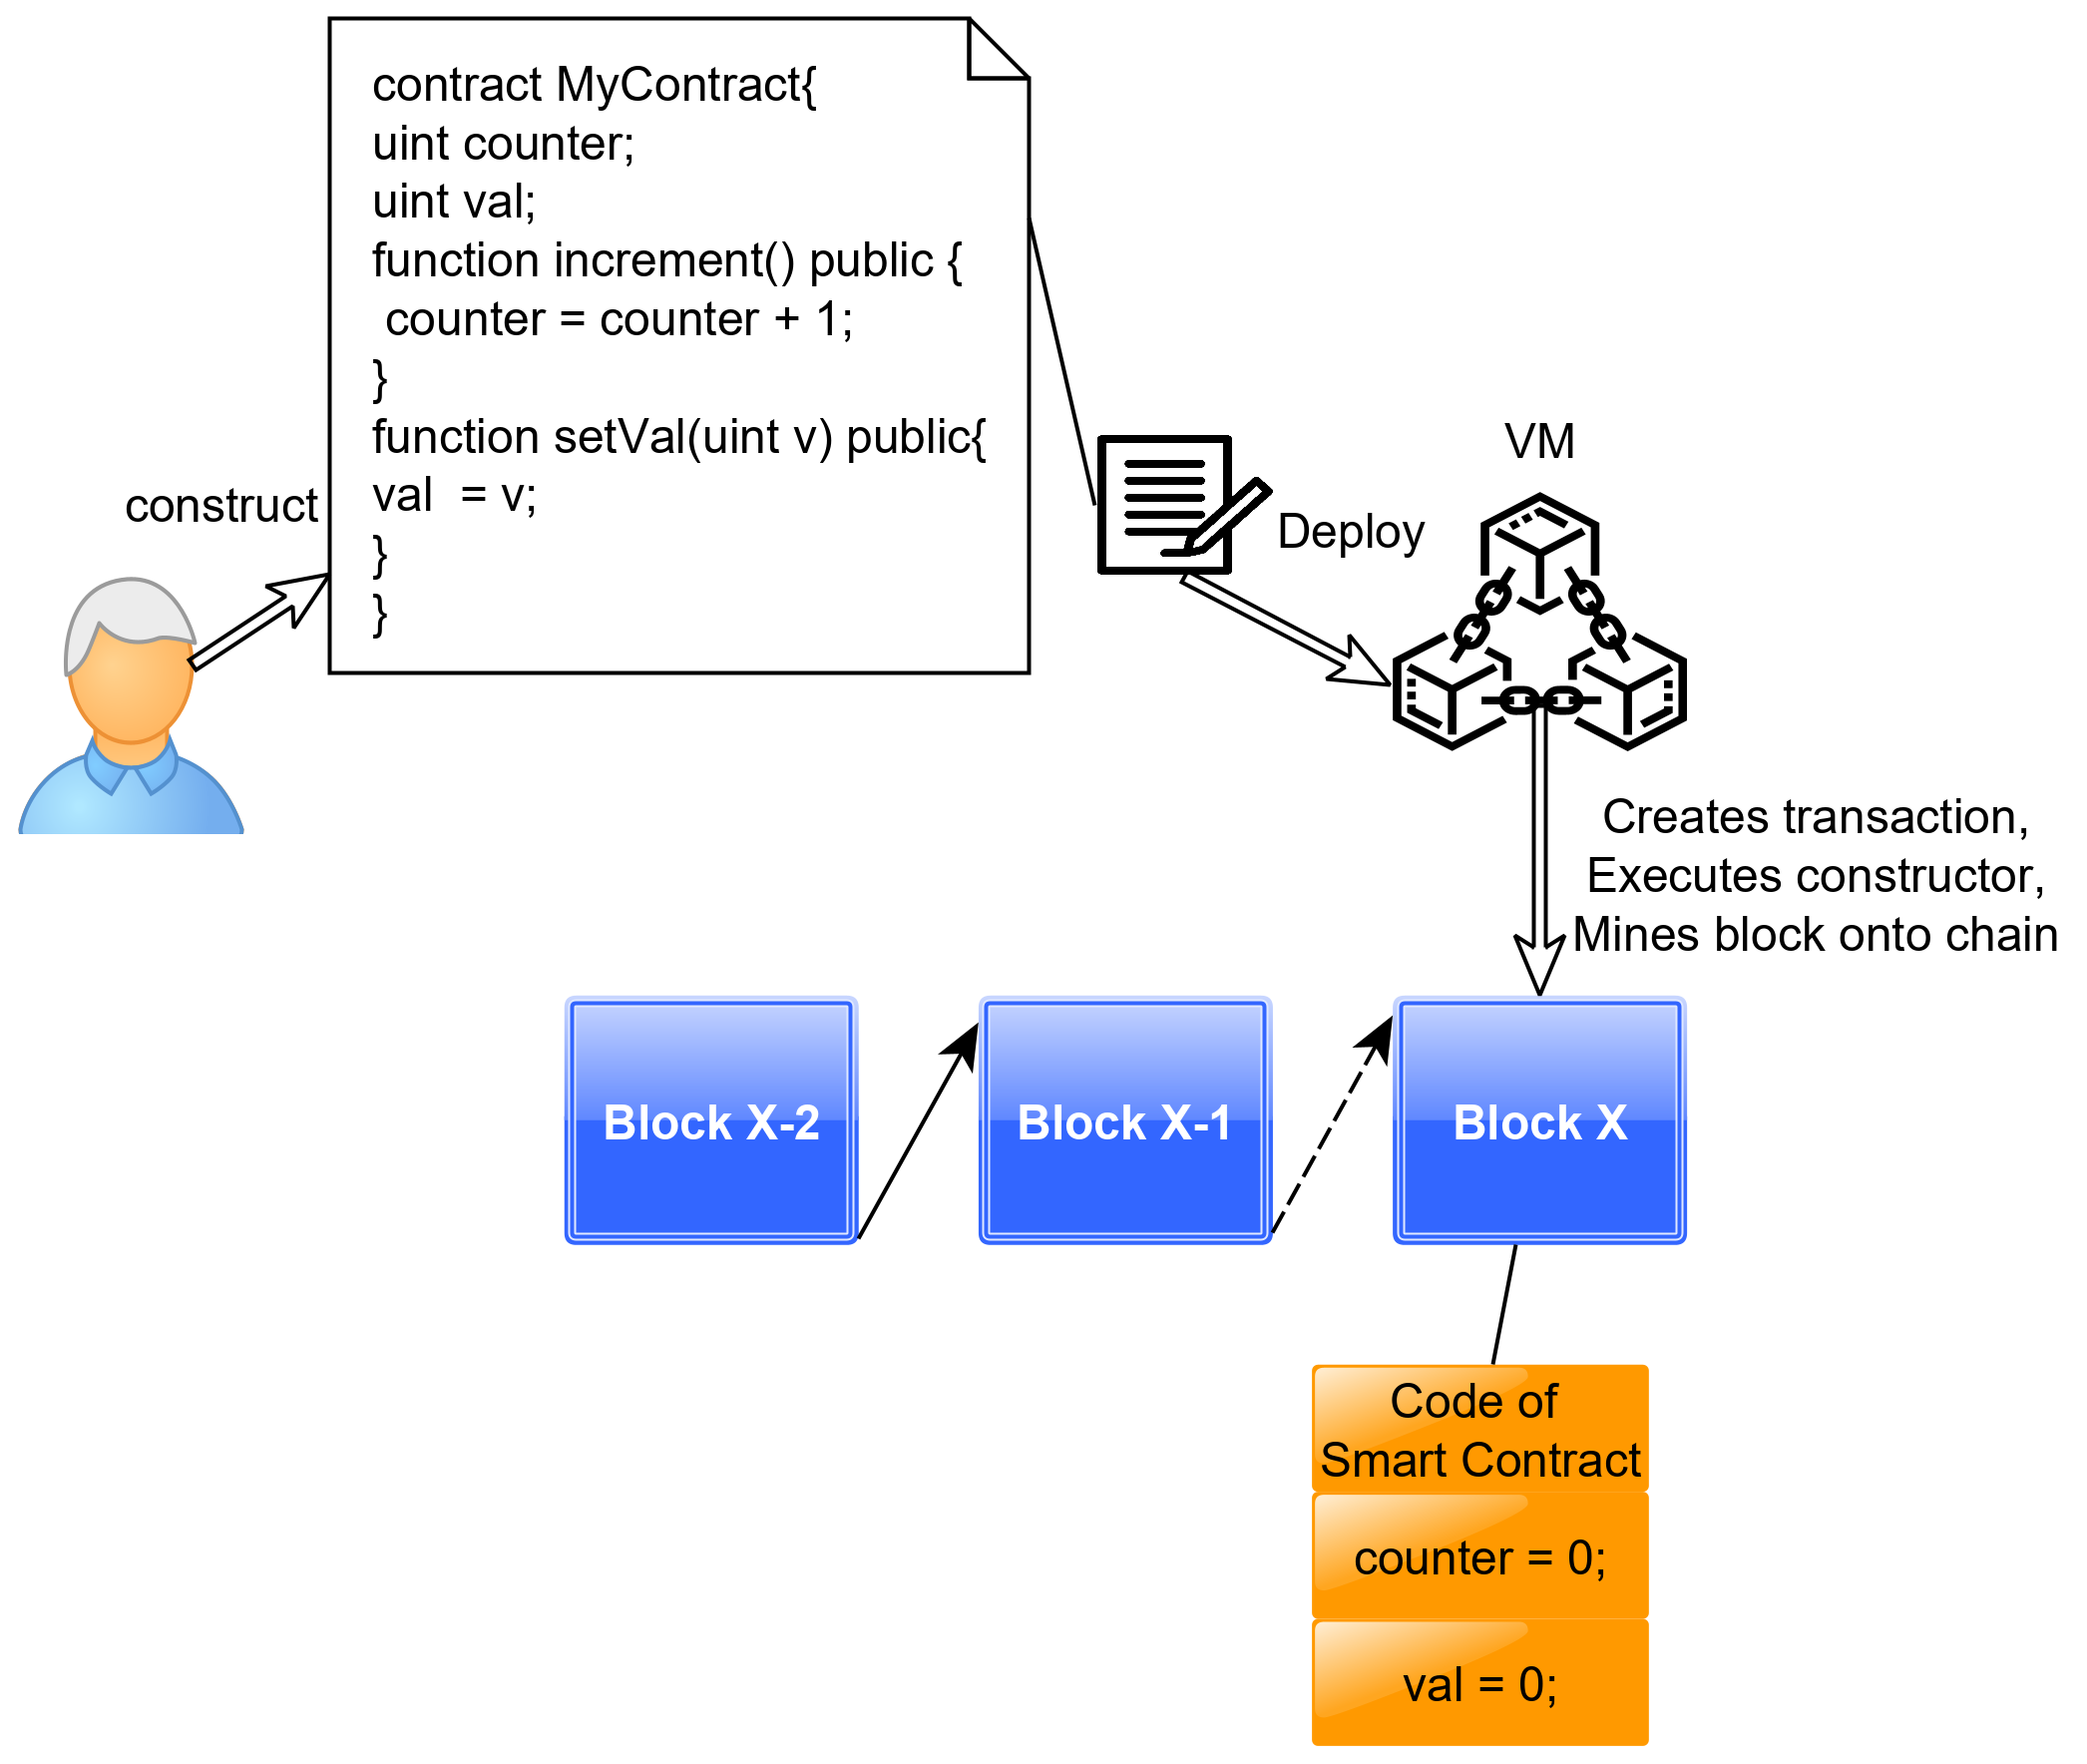 contract MyContract{
uint counter;
uint val;
function increment() public {
 counter = counter + 1;
}
function setVal(uint v) public{
val  = v;
}
}
construct
Deploy
VM
Creates transaction,
Executes constructor,
Mines block onto chain
Block X-2
Block X-1
Block X
Code of
Smart Contract
counter = 0;
val = 0;